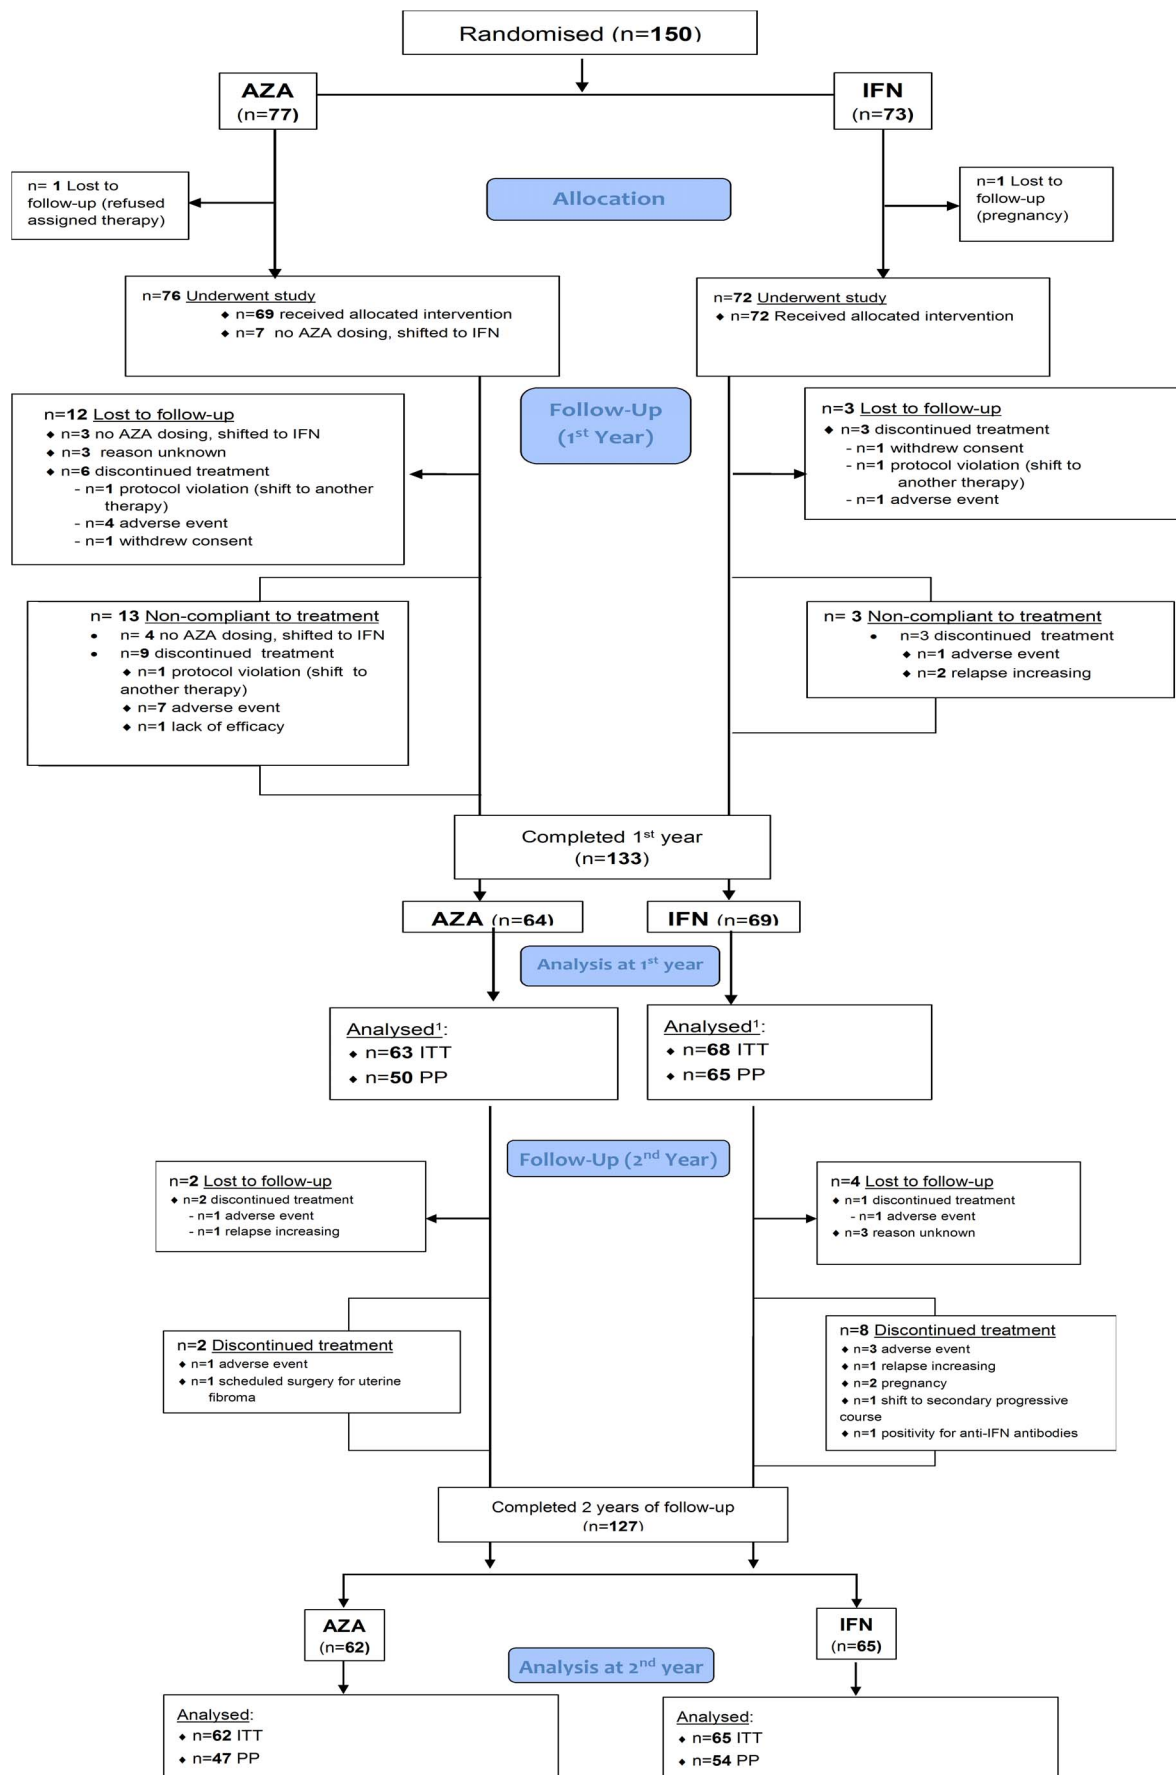 Randomised (n=150)
AZA
(n=77)
IFN
(n=73)
n= 1 Lost to
follow-up (refused
assigned therapy)
Allocation
n=1 Lost to
follow-up
(pregnancy)
n=76 Underwent study
◆ n=69 received allocated intervention
◆ n=7 no AZA dosing, shifted to IFN
n=72 Underwent study
◆ n=72 Received allocated intervention
Follow-Up
(1st Year)
n=12 Lost to follow-up
◆ n=3 no AZA dosing, shifted to IFN
◆ n=3 reason unknown
◆ n=6 discontinued treatment
- n=1 protocol violation (shift to another
therapy)
- n=4 adverse event
- n=1 withdrew consent
n=3 Lost to follow-up
◆ n=3 discontinued treatment
- n=1 withdrew consent
- n=1 protocol violation (shift to
another therapy)
- n=1 adverse event
n= 13 Non-compliant to treatment
• n= 4 no AZA dosing, shifted to IFN
• n=9 discontinued treatment
◆ n=1 protocol violation (shift to
another therapy)
◆ n=7 adverse event
◆ n=1 lack of efficacy
n= 3 Non-compliant to treatment
• n=3 discontinued treatment
◆ n=1 adverse event
◆ n=2 relapse increasing
Completed 1st year
(n=133)
AZA (n=64)
IFN (n=69)
Analysis at 1st year
Analysed1:
◆ n=63 ITT
◆ n=50 PP
Analysed1:
◆ n=68 ITT
◆ n=65 PP
Follow-Up (2nd Year)
n=2 Lost to follow-up
◆ n=2 discontinued treatment
- n=1 adverse event
- n=1 relapse increasing
n=4 Lost to follow-up
◆ n=1 discontinued treatment
- n=1 adverse event
◆ n=3 reason unknown
n=2 Discontinued treatment
◆ n=1 adverse event
◆ n=1 scheduled surgery for uterine
fibroma
n=8 Discontinued treatment
◆ n=3 adverse event
◆ n=1 relapse increasing
◆ n=2 pregnancy
◆ n=1 shift to secondary progressive
course
◆ n=1 positivity for anti-IFN antibodies
Completed 2 years of follow-up
(n=127)
AZA
(n=62)
IFN
(n=65)
Analysis at 2nd year
Analysed:
◆ n=62 ITT
◆ n=47 PP
Analysed:
◆ n=65 ITT
◆ n=54 PP